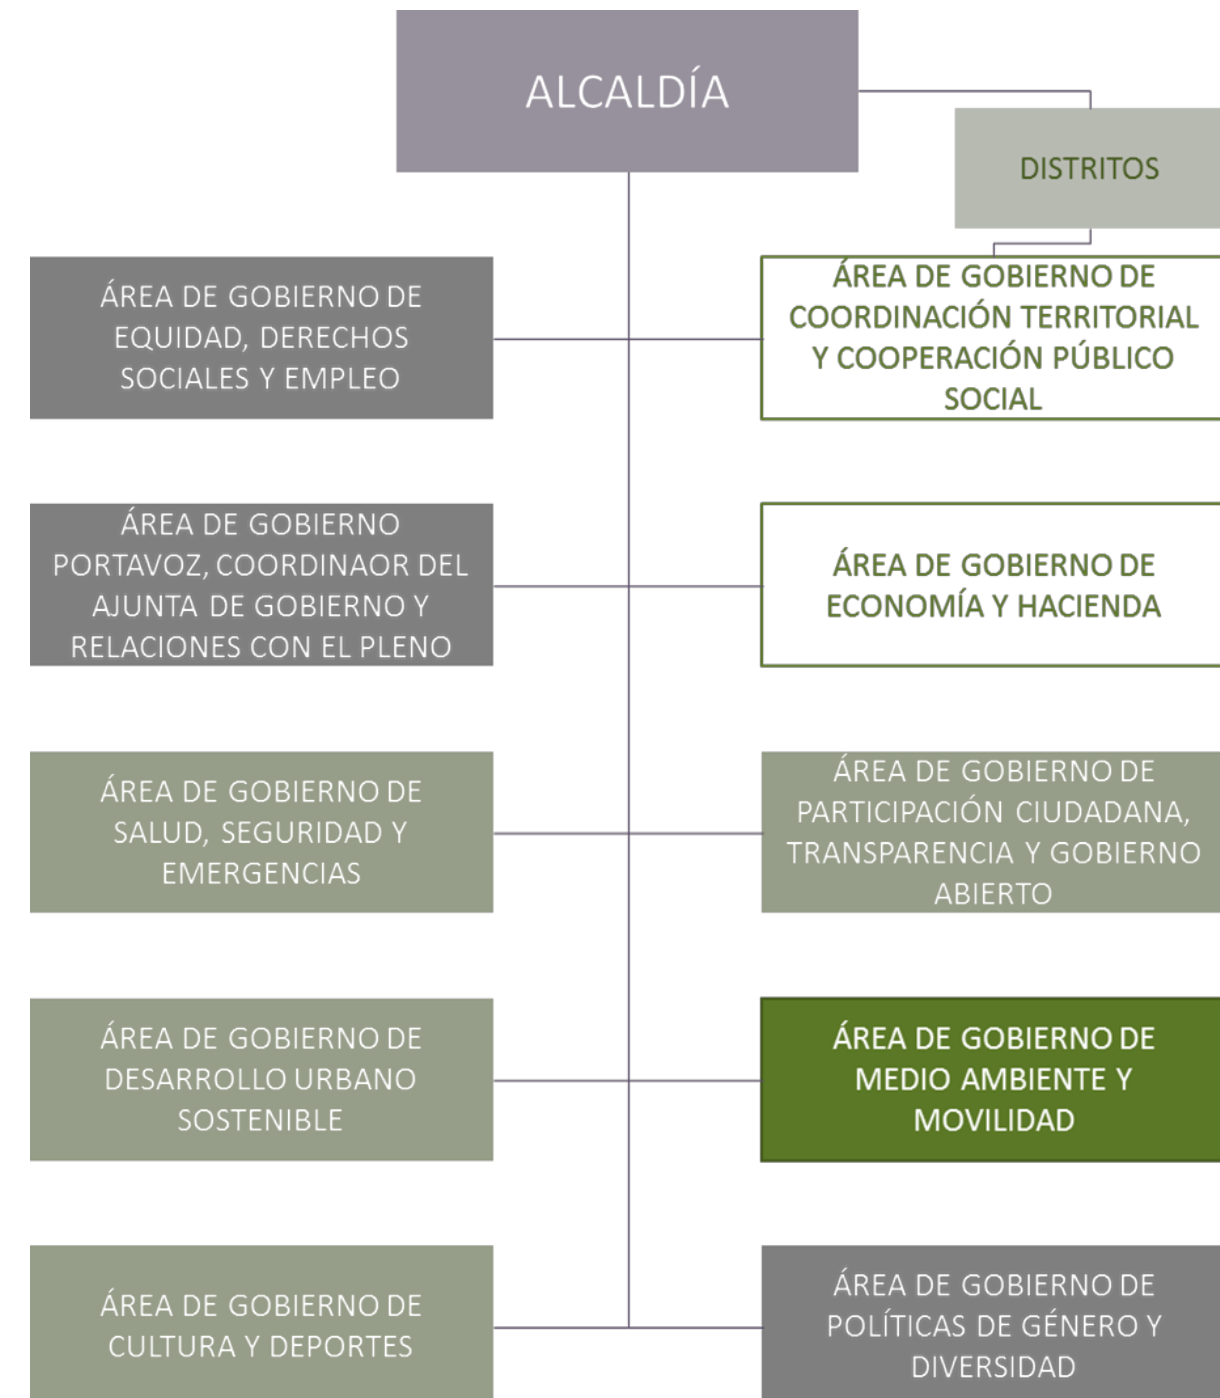 ALCALDÍA
DISTRITOS
ÁREA DE GOBIERNO DE
EQUIDAD, DERECHOS
SOCIALES Y EMPLEO
ÁREA DE GOBIERNO DE
COORDINACIÓN TERRITORIAL
Y COOPERACIÓN PÚBLICO
SOCIAL
ÁREA DE GOBIERNO
PORTAVOZ, COORDINAOR DEL
AJUNTA DE GOBIERNO Y
RELACIONES CON EL PLENO
ÁREA DE GOBIERNO DE
ECONOMÍA Y HACIENDA
ÁREA DE GOBIERNO DE
SALUD, SEGURIDAD Y
EMERGENCIAS
ÁREA DE GOBIERNO DE
PARTICIPACIÓN CIUDADANA,
TRANSPARENCIA Y GOBIERNO
ABIERTO
ÁREA DE GOBIERNO DE
DESARROLLO URBANO
SOSTENIBLE
ÁREA DE GOBIERNO DE
MEDIO AMBIENTE Y
MOVILIDAD
ÁREA DE GOBIERNO DE
CULTURA Y DEPORTES
ÁREA DE GOBIERNO DE
POLÍTICAS DE GÉNERO Y
DIVERSIDAD